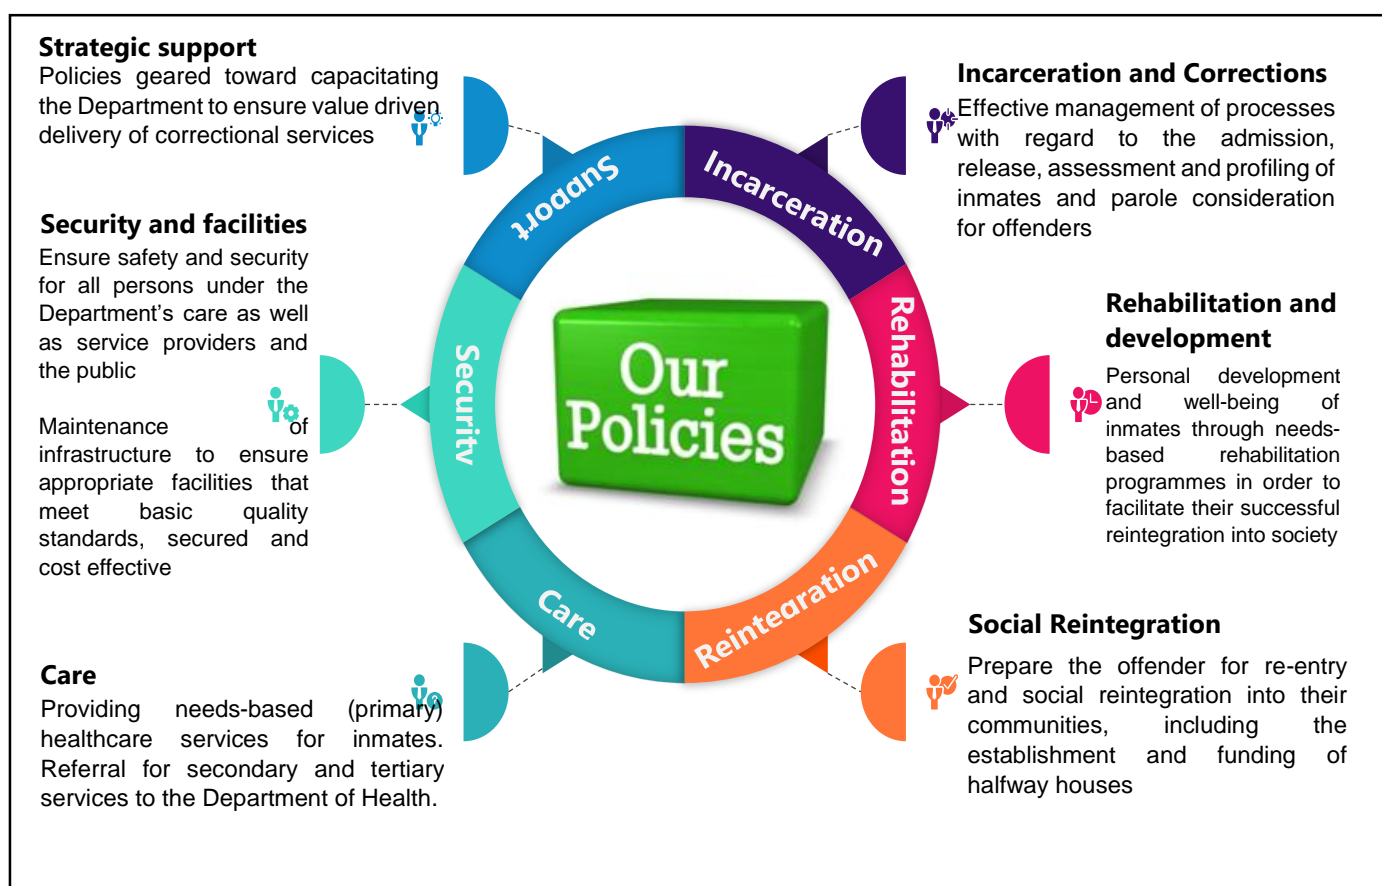 Strategic support
Policies geared toward capacitating
the Department to ensure value driven
delivery of correctional services
Security and facilities
Ensure safety and security
for all persons under the
Department’s care as well
as service providers and
the public
Maintenance of
infrastructure to ensure
appropriate facilities that
meet basic quality
standards, secured and
cost effective
Care
Providing needs-based (primary)
healthcare services for inmates.
Referral for secondary and tertiary
services to the Department of Health.
Support
Incarceration
Security
Rehabilitation
Care
Reintegration
Our
Policies
Incarceration and Corrections
Effective management of processes
with regard to the admission,
release, assessment and profiling of
inmates and parole consideration
for offenders
Rehabilitation and
development
Personal development
and well-being of
inmates through needs-
based rehabilitation
programmes in order to
facilitate their successful
reintegration into society
Social Reintegration
Prepare the offender for re-entry
and social reintegration into their
communities, including the
establishment and funding of
halfway houses